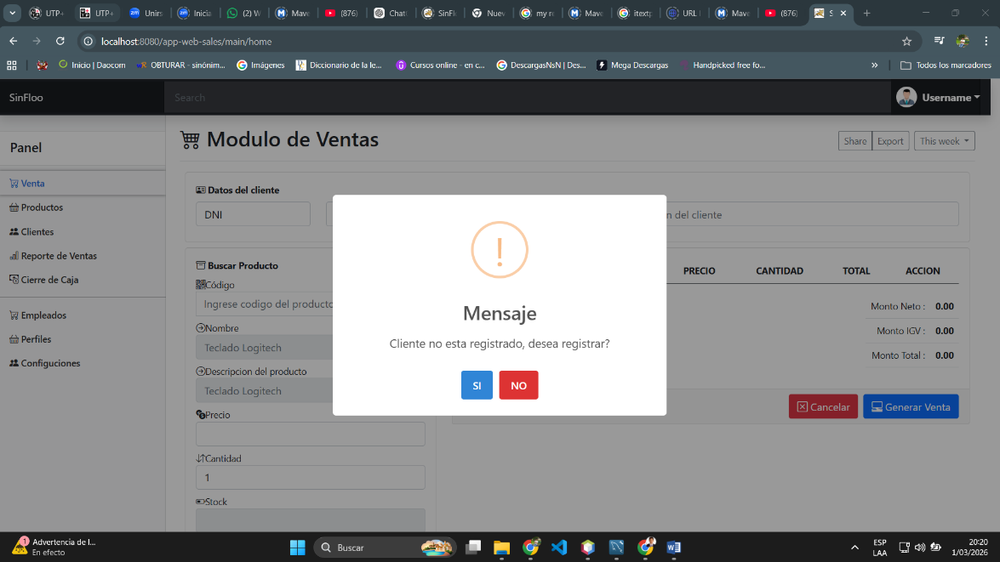 UTP+
UTP+
Unirs
Inicia
(2) W
Mave
(876)
Chat
SinFl
Nuev
my re
Mave
itextp
URL
Mave
(876)
S
localhost:8080/app-web-sales/main/home
Inicio | Daocom
OBTURAR - sinónim...
Imágenes
Diccionario de la le...
Cursos online - en c...
DescargasNsN | Des...
Mega Descargas
Handpicked free fo...
Todos los marcadores
SinFloo
Search
Username
Panel
Venta
Productos
Clientes
Reporte de Ventas
Cierre de Caja
Empleados
Perfiles
Configuciones
Modulo de Ventas
Share
Export
This week
Datos del cliente
DNI
n del cliente
Buscar Producto
Código
Ingrese codigo del producto
Nombre
Teclado Logitech
Descripcion del producto
Teclado Logitech
Precio
Cantidad
1
Stock
PRECIO CANTIDAD TOTAL ACCION
Monto Neto : 0.00
Monto IGV : 0.00
Monto Total : 0.00
Cancelar
Generar Venta
Mensaje
Cliente no esta registrado, desea registrar?
SI
NO
1
Advertencia de l...
En efecto
Buscar
ESP
LAA
20:20
1/03/2026